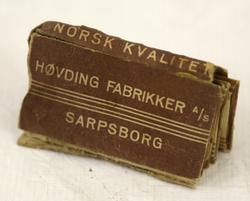 NORSK KVALITET
HØVDING FABRIKKER A/S
SARPSBORG